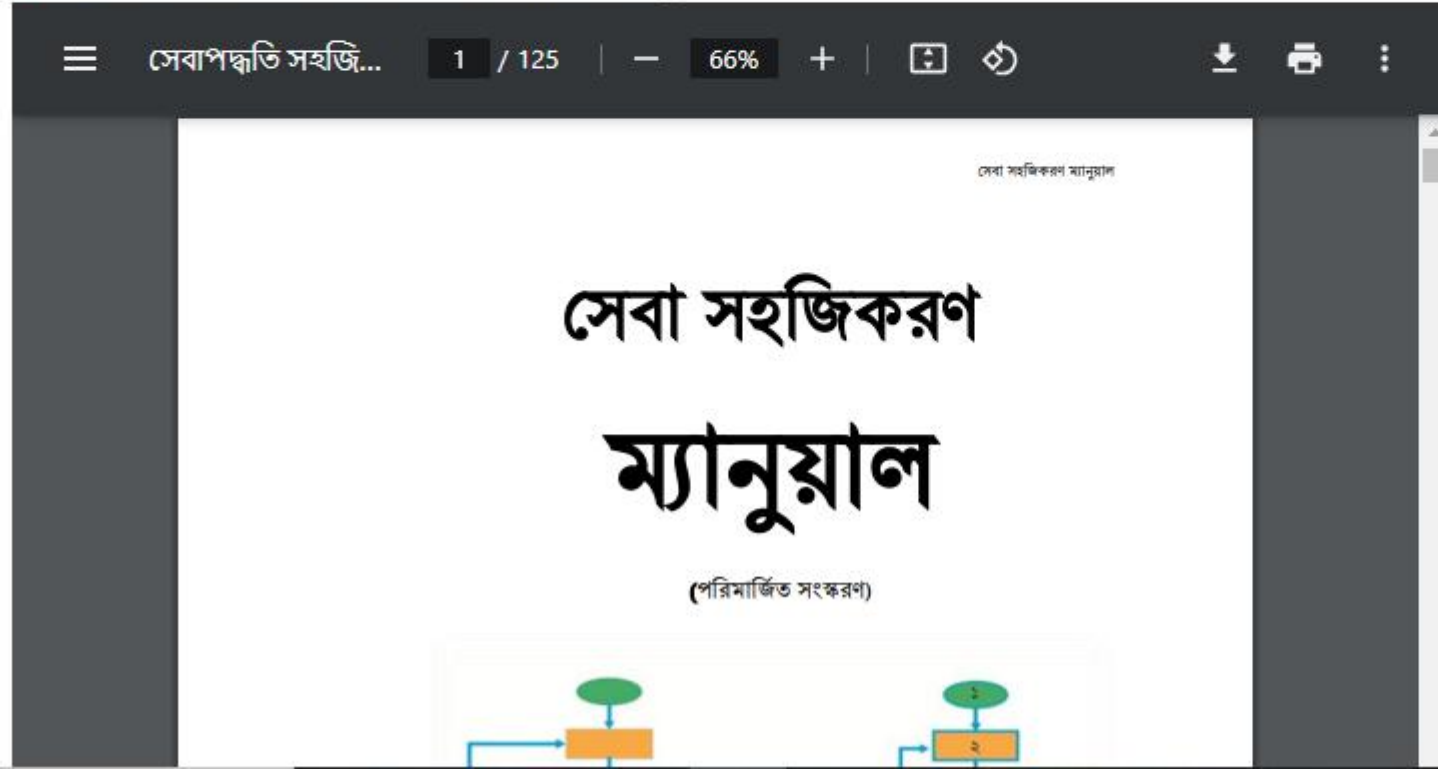 সেবাপদ্ধতি সহজি... 1 / 125 66%
সেবা সহজিকরণ ম্যানুয়াল
সেবা সহজিকরণ
ম্যানুয়াল
(পরিমার্জিত সংস্করণ)
১
২